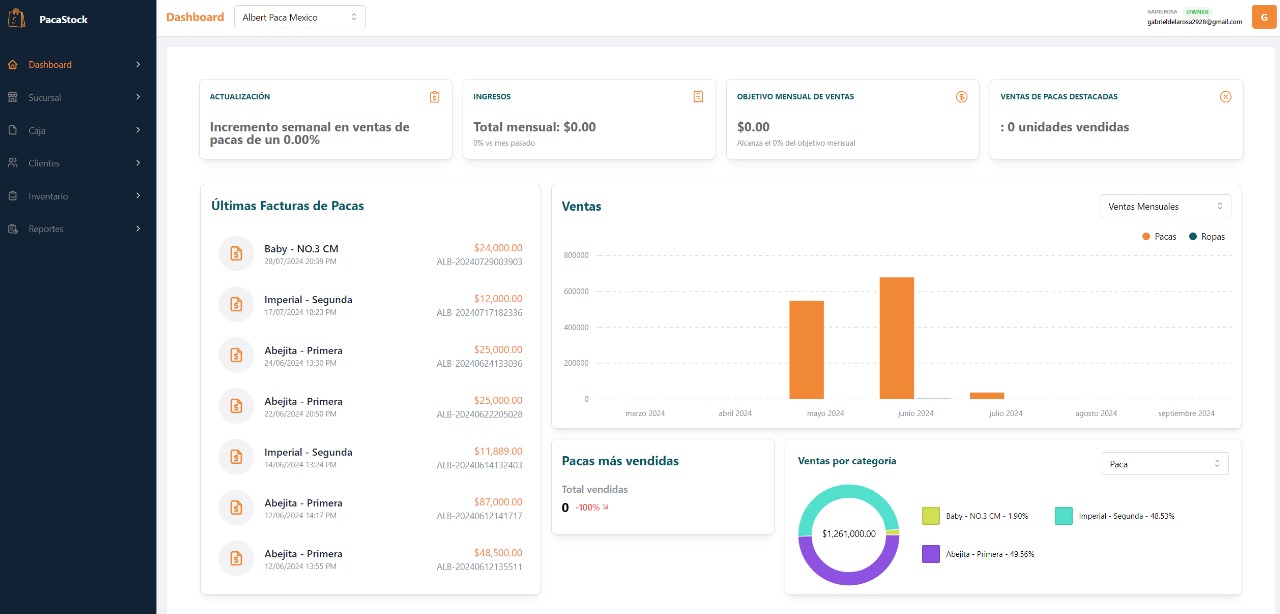 PacaStock
Dashboard
Albert Paca Mexico
GADELROSA OWNER
gabrieldelarosa2928@gmail.com
G
Dashboard
Sucursal
Caja
Clientes
Inventario
Reportes
ACTUALIZACIÓN
Incremento semanal en ventas de
pacas de un 0.00%
INGRESOS
Total mensual: $0.00
0% vs mes pasado
OBJETIVO MENSUAL DE VENTAS
$0.00
Alcanza el 0% del objetivo mensual
VENTAS DE PACAS DESTACADAS
: 0 unidades vendidas
Últimas Facturas de Pacas
Baby - NO.3 CM $24,000.00
28/07/2024 20:39 PM ALB-20240729003903
Imperial - Segunda $12,000.00
17/07/2024 18:23 PM ALB-20240717182336
Abejita - Primera $25,000.00
24/06/2024 13:30 PM ALB-20240624133036
Abejita - Primera $25,000.00
22/06/2024 20:50 PM ALB-20240622205028
Imperial - Segunda $11,889.00
14/06/2024 13:24 PM ALB-20240614132403
Abejita - Primera $87,000.00
12/06/2024 14:17 PM ALB-20240612141717
Abejita - Primera $48,500.00
12/06/2024 13:55 PM ALB-20240612135511
Ventas
Ventas Mensuales
Pacas Ropas
800000
600000
400000
200000
0
marzo 2024 abril 2024 mayo 2024 junio 2024 julio 2024 agosto 2024 septiembre 2024
Pacas más vendidas
Total vendidas
0 -100%
Ventas por categoría
Paca
$1,261,000.00
Baby - NO.3 CM - 1.90% Imperial - Segunda - 48.53%
Abejita - Primera - 49.56%